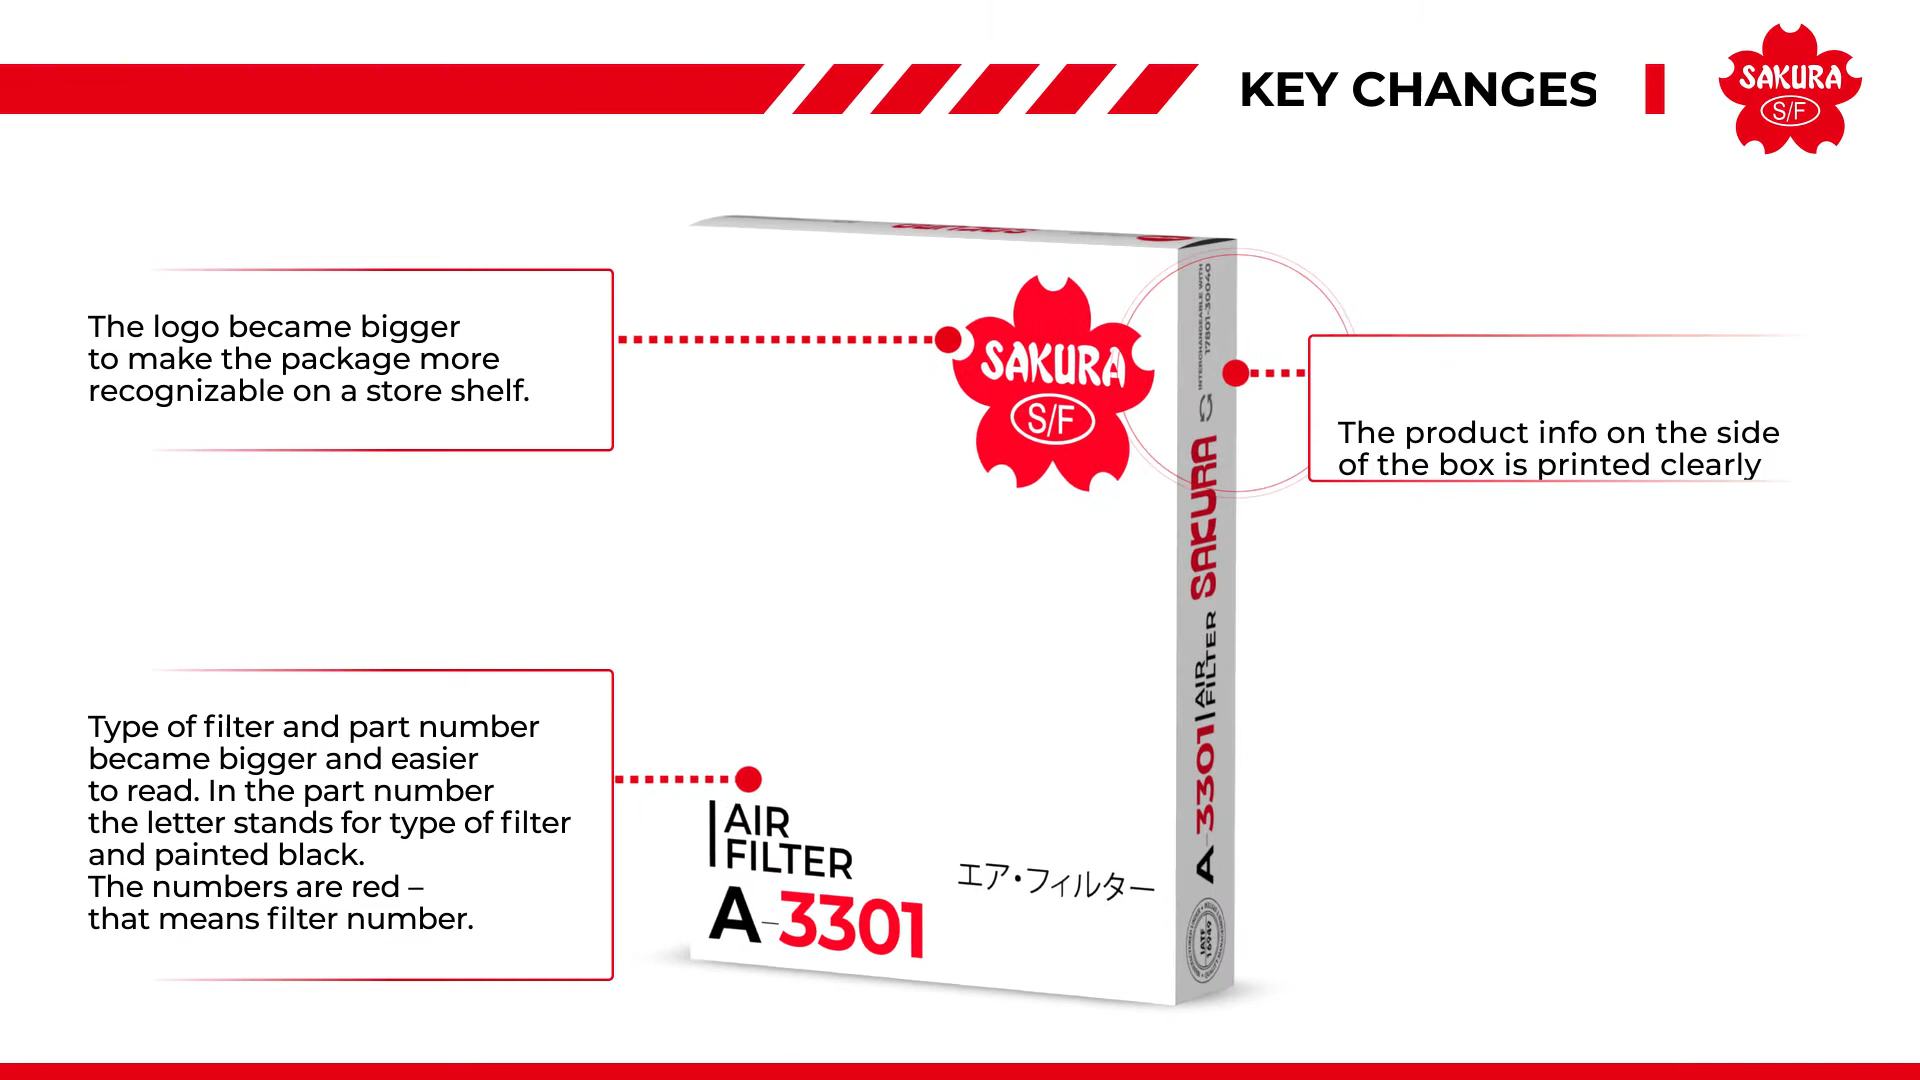 KEY CHANGES
SAKURA
S/F
The logo became bigger
to make the package more
recognizable on a store shelf.
SAKURA
S/F
INTERCHANGEABLE WITH
17801-30040
The product info on the side
of the box is printed clearly
SAKURA
AIR
FILTER
A-3301
Type of filter and part number
became bigger and easier
to read. In the part number
the letter stands for type of filter
and painted black.
The numbers are red –
that means filter number.
AIR
FILTER
A-3301
エア・フィルター
IATF
16949